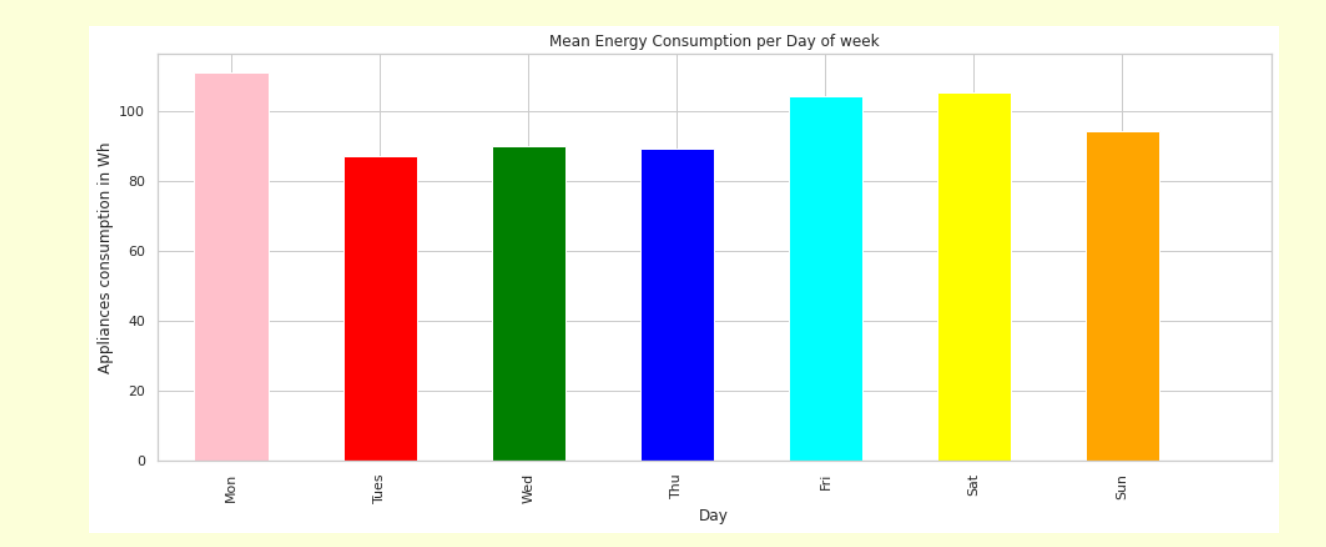 Mean Energy Consumption per Day of week
Appliances consumption in Wh
100
80
60
40
20
0
Mon
Tues
Wed
Thu
Fri
Sat
Sun
Day